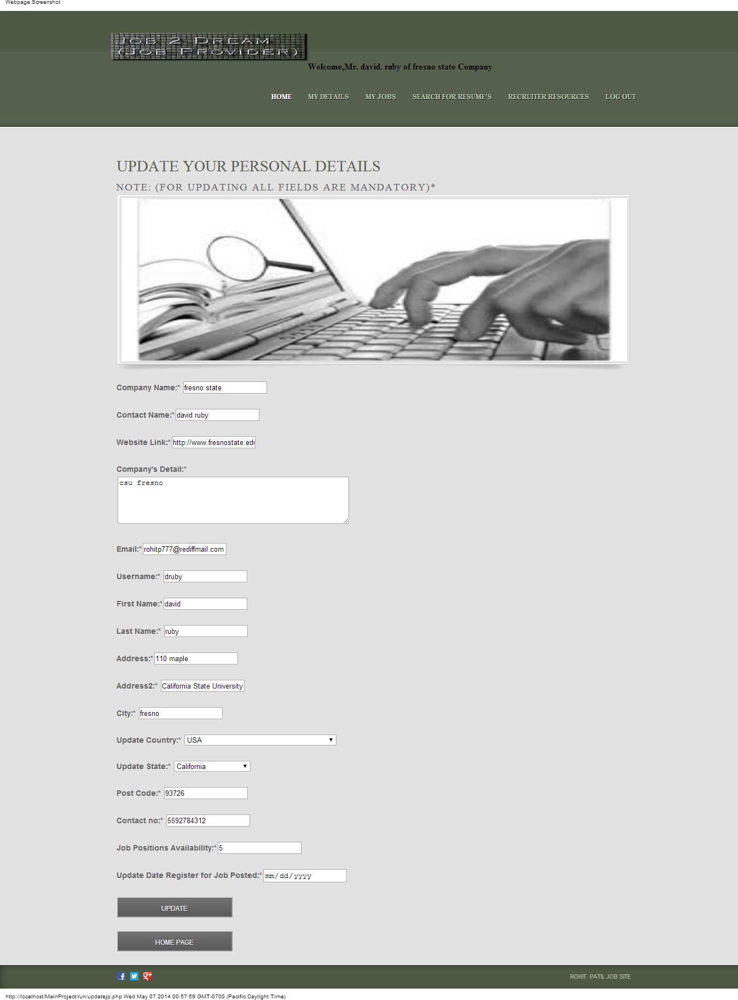 Webpage Screenshot
Job 2 Dream
(Job Provider)
Welcome,Mr. david. ruby of fresno state Company
HOME MY DETAILS MY JOBS SEARCH FOR RESUME'S RECRUITER RESOURCES LOG OUT
UPDATE YOUR PERSONAL DETAILS
NOTE: (FOR UPDATING ALL FIELDS ARE MANDATORY)*
Company Name:* fresno state
Contact Name:* david ruby
Website Link:* http://www.fresnostate.edu
Company's Detail:*
csu fresno
Email:* rohitp777@rediffmail.com
Username:* druby
First Name:* david
Last Name:* ruby
Address:* 110 maple
Address2:* California State University
City:* fresno
Update Country:* USA
Update State:* California
Post Code:* 93726
Contact no:* 5592784312
Job Positions Availability:* 5
Update Date Register for Job Posted:* mm/dd/yyyy
UPDATE
HOME PAGE
ROHIT. PATIL JOB SITE
http://localhost/MainProject/run/updatejp.php Wed May 07 2014 00:57:59 GMT-0700 (Pacific Daylight Time)